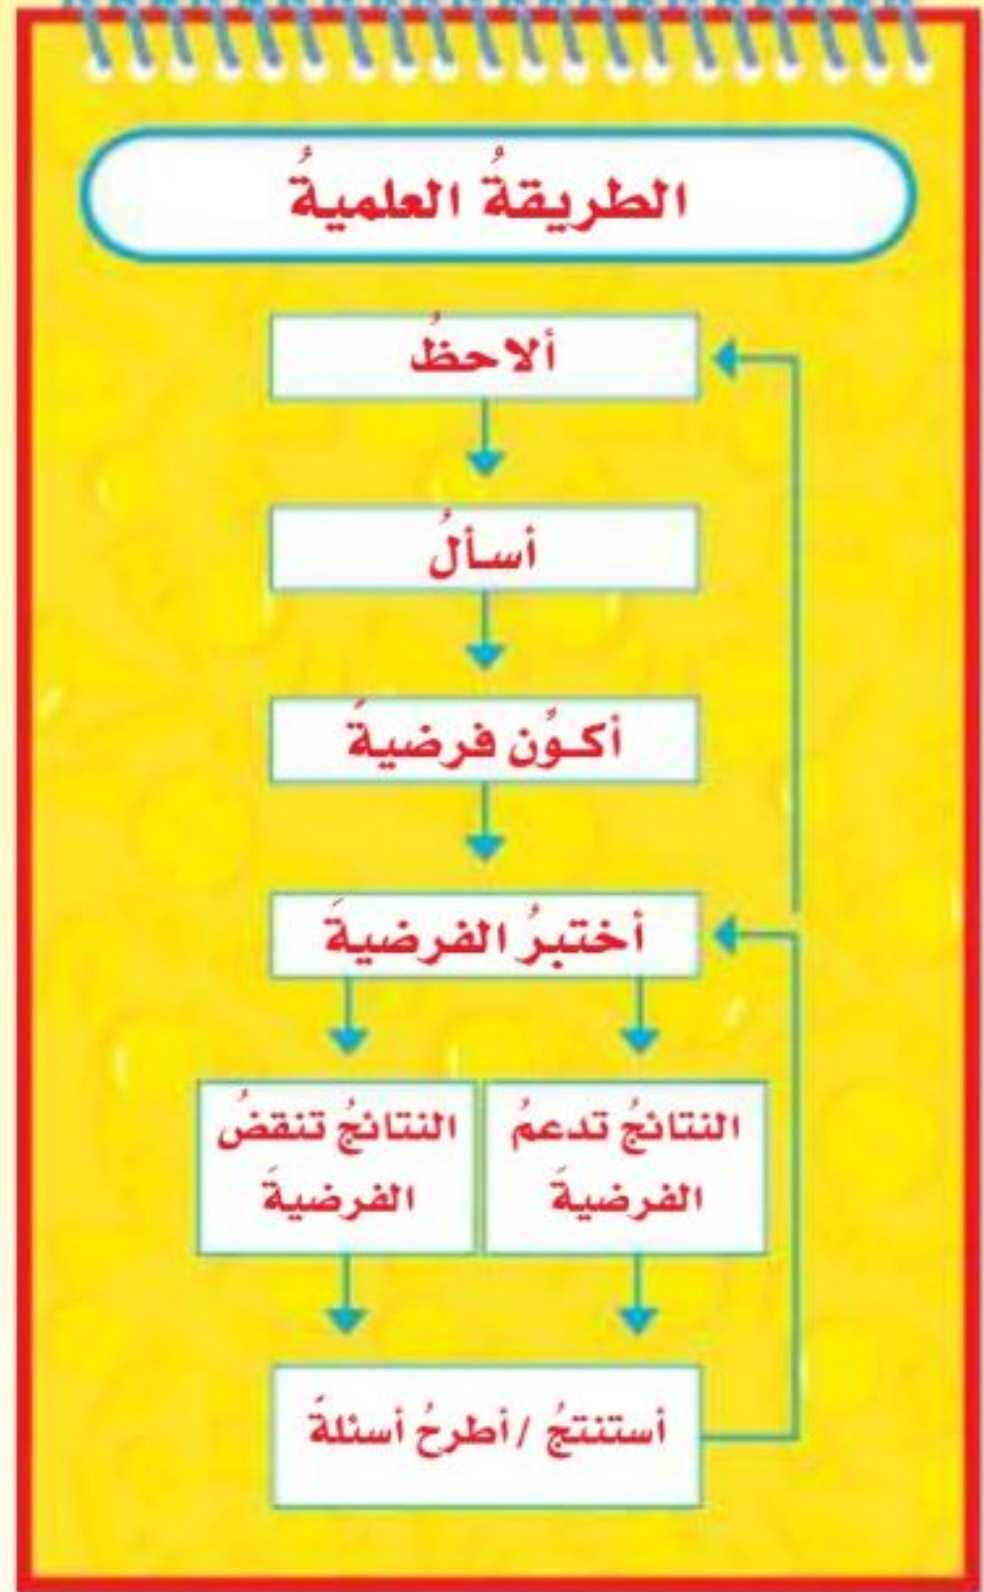 الطريقةُ العلميةُ
ألاحظُ
أسألُ
أكوِّن فرضيةَ
أختبرُ الفرضيةَ
النتائجُ تدعمُ
الفرضيةَ
النتائجُ تنقضُ
الفرضيةَ
أستنتجُ / أطرحُ أسئلةَ